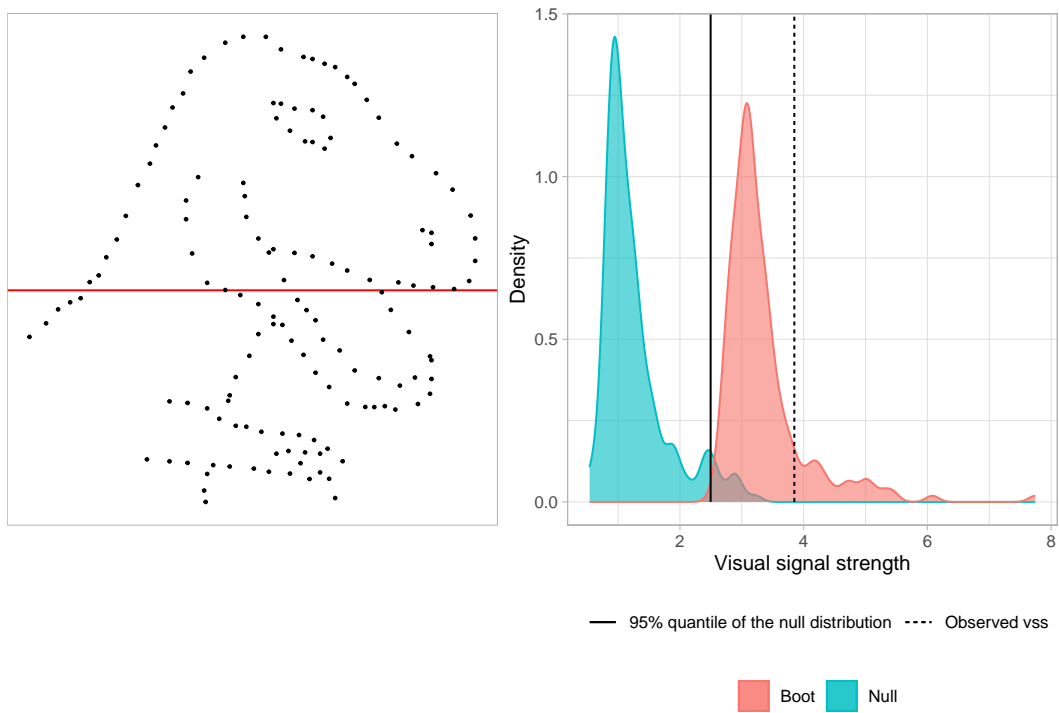 1.5
1.0
0.5
0.0
Density
2 4 6 8
Visual signal strength
95% quantile of the null distribution Observed vss
Boot Null